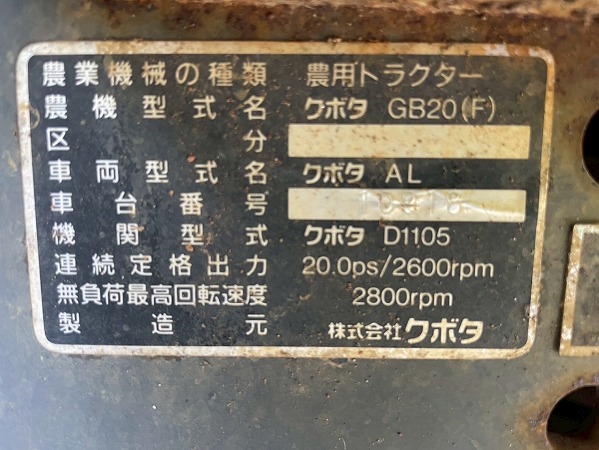 農業機械の種類 農用トラクター
農機型式名 クボタ GB20(F)
区分
車両型式名 クボタ AL
車台番号
機関型式 クボタ D1105
連続定格出力 20.0ps/2600rpm
無負荷最高回転速度 2800rpm
製造元 株式会社クボタ